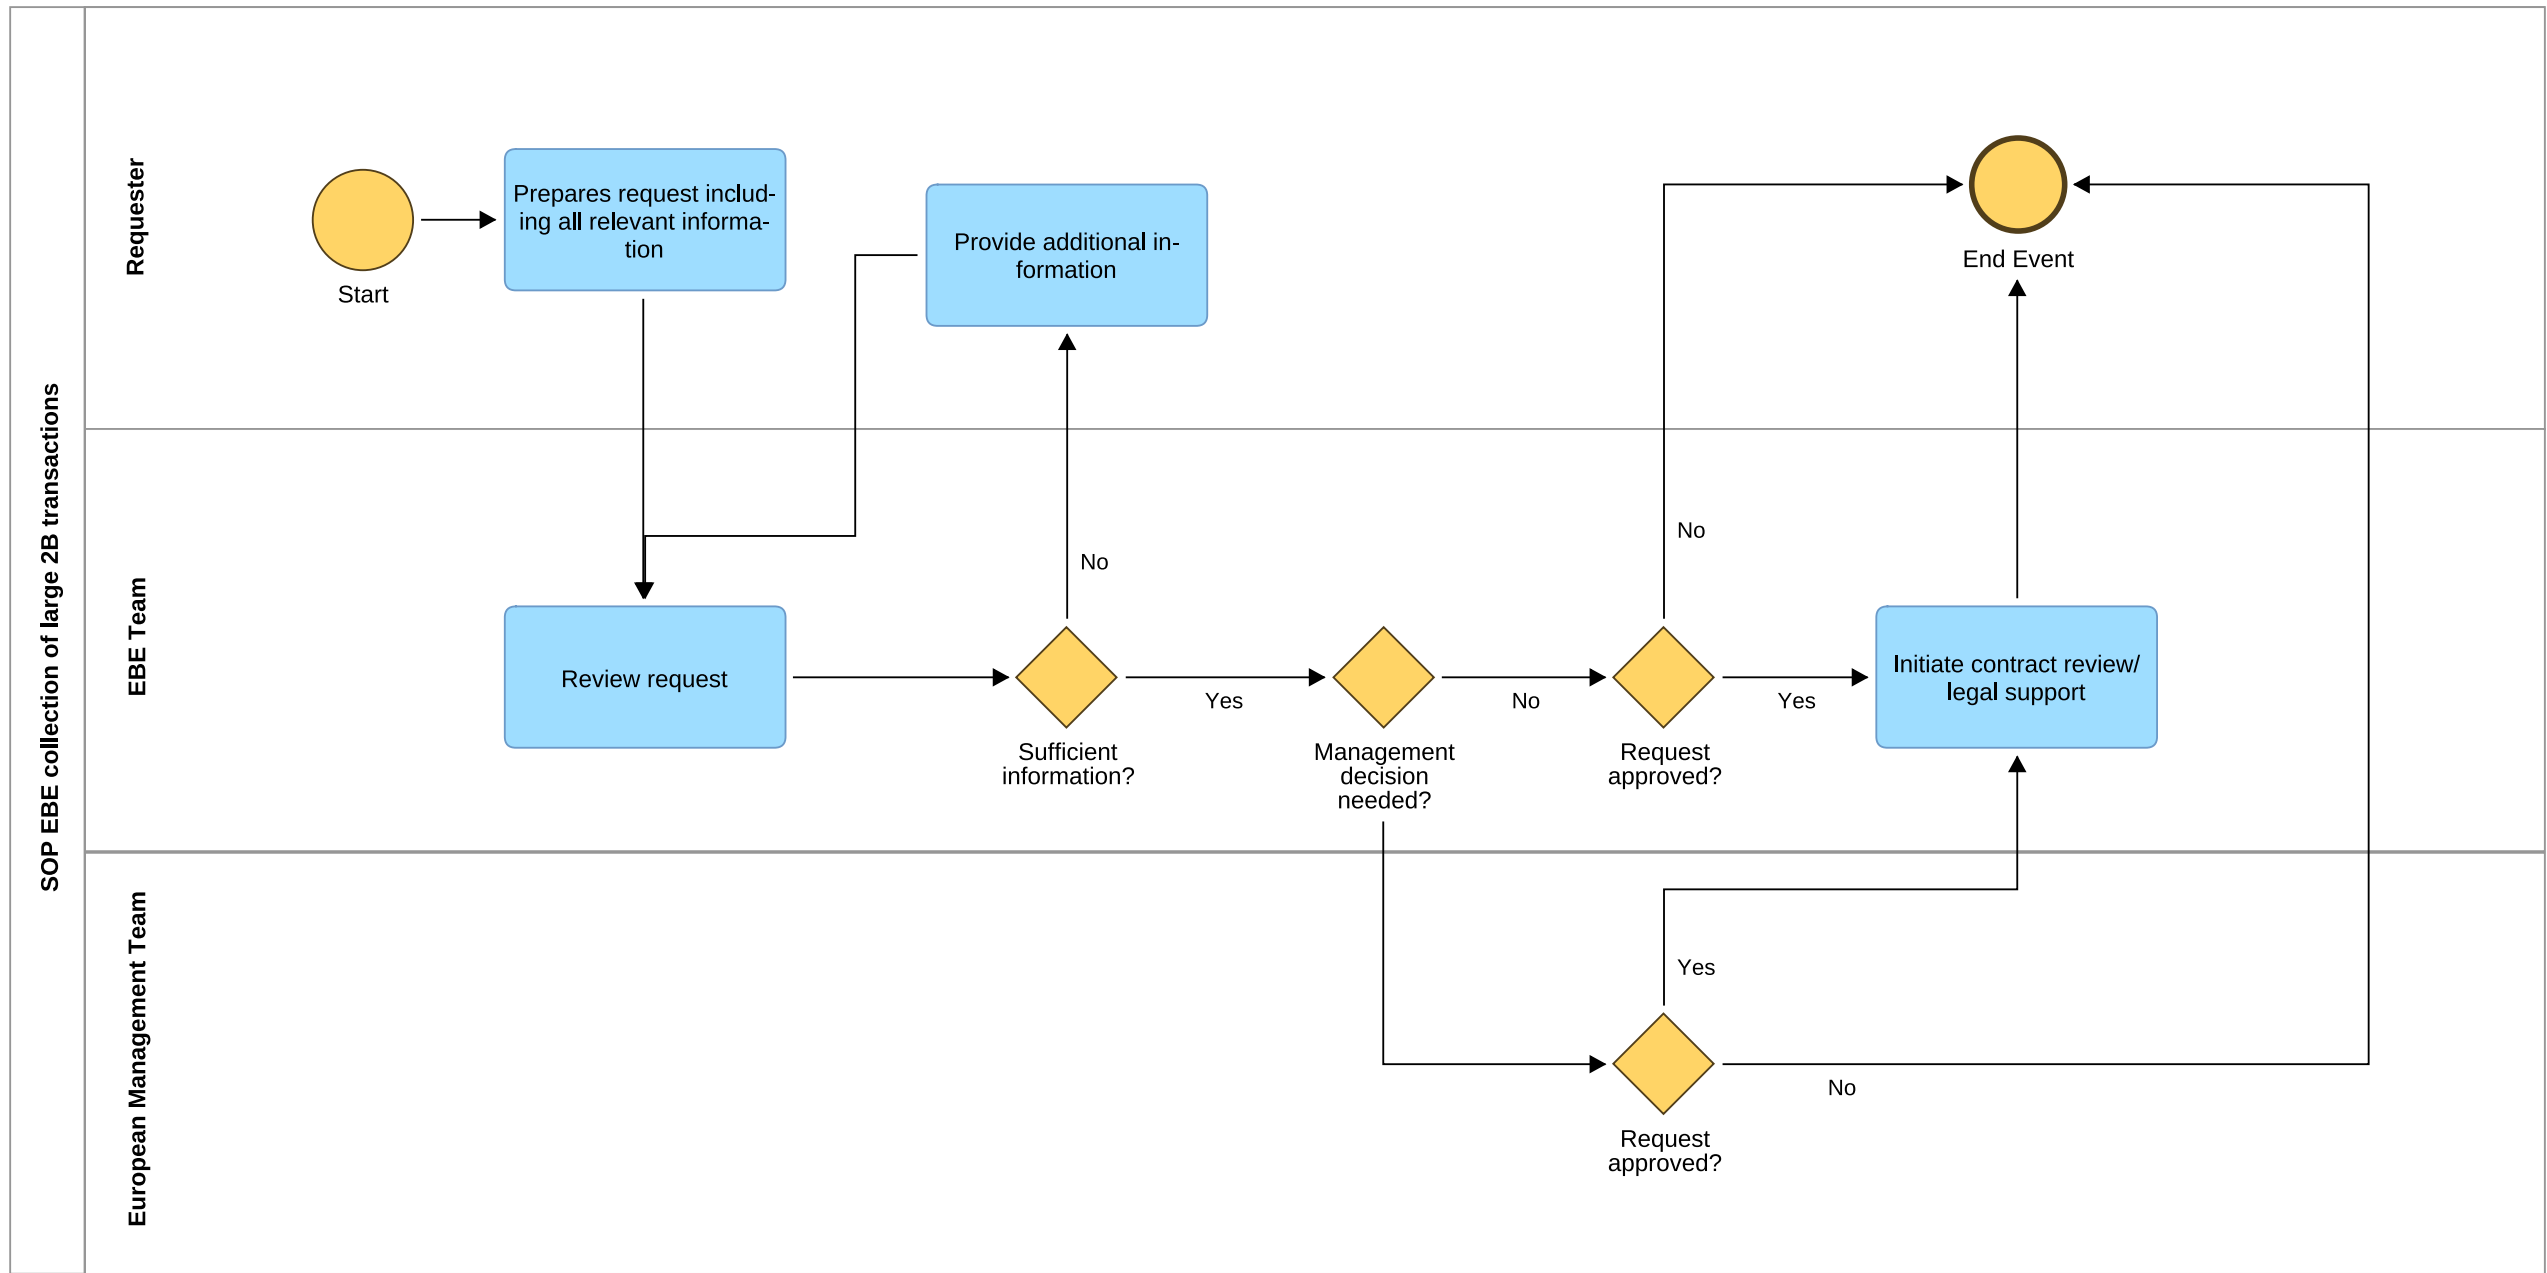 SOP EBE collection of large 2B transactions
Requester
Start
Prepares request includ-
ing all relevant informa-
tion
Provide additional in-
formation
End Event
EBE Team
Review request
No
Sufficient
information?
Yes
Management
decision
needed?
No
No
Request
approved?
Yes
Initiate contract review/
legal support
European Management Team
Yes
Request
approved?
No